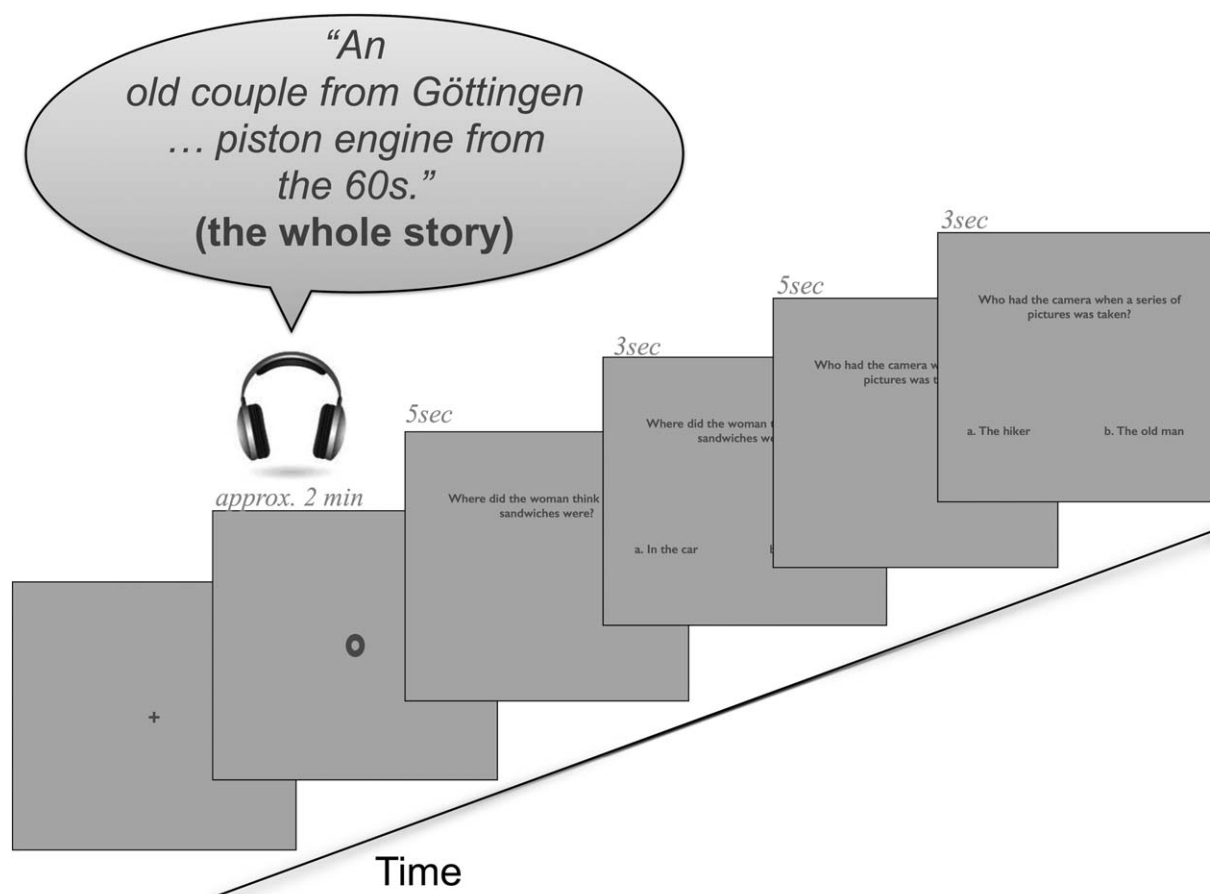 “An
old couple from Göttingen
… piston engine from
the 60s.”
(the whole story)
approx. 2 min
+
5sec
Where did the woman think
sandwiches were?
3sec
Where did the woman
sandwiches
a. In the car
5sec
Who had the camera
pictures was
3sec
Who had the camera when a series of
pictures was taken?
a. The hiker b. The old man
Time